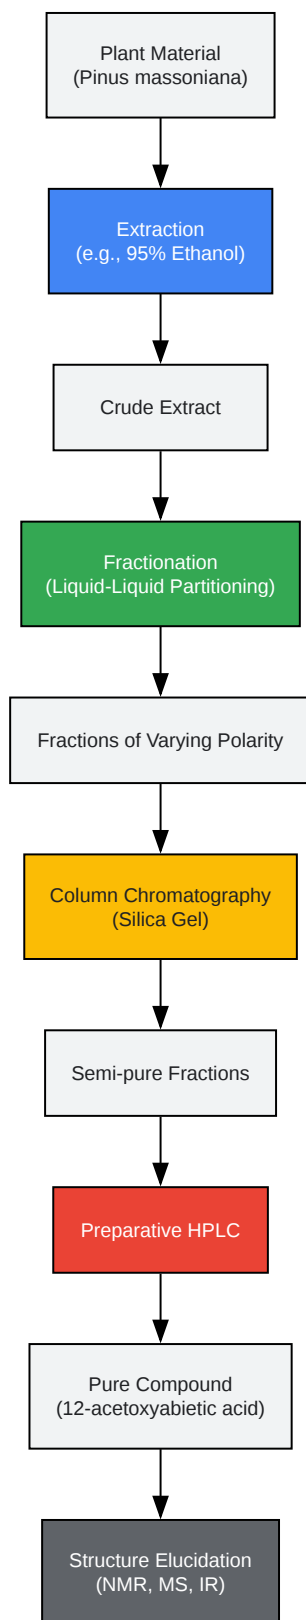 Plant Material
(Pinus massoniana)
Extraction
(e.g., 95% Ethanol)
Crude Extract
Fractionation
(Liquid-Liquid Partitioning)
Fractions of Varying Polarity
Column Chromatography
(Silica Gel)
Semi-pure Fractions
Preparative HPLC
Pure Compound
(12-acetoxyabietic acid)
Structure Elucidation
(NMR, MS, IR)